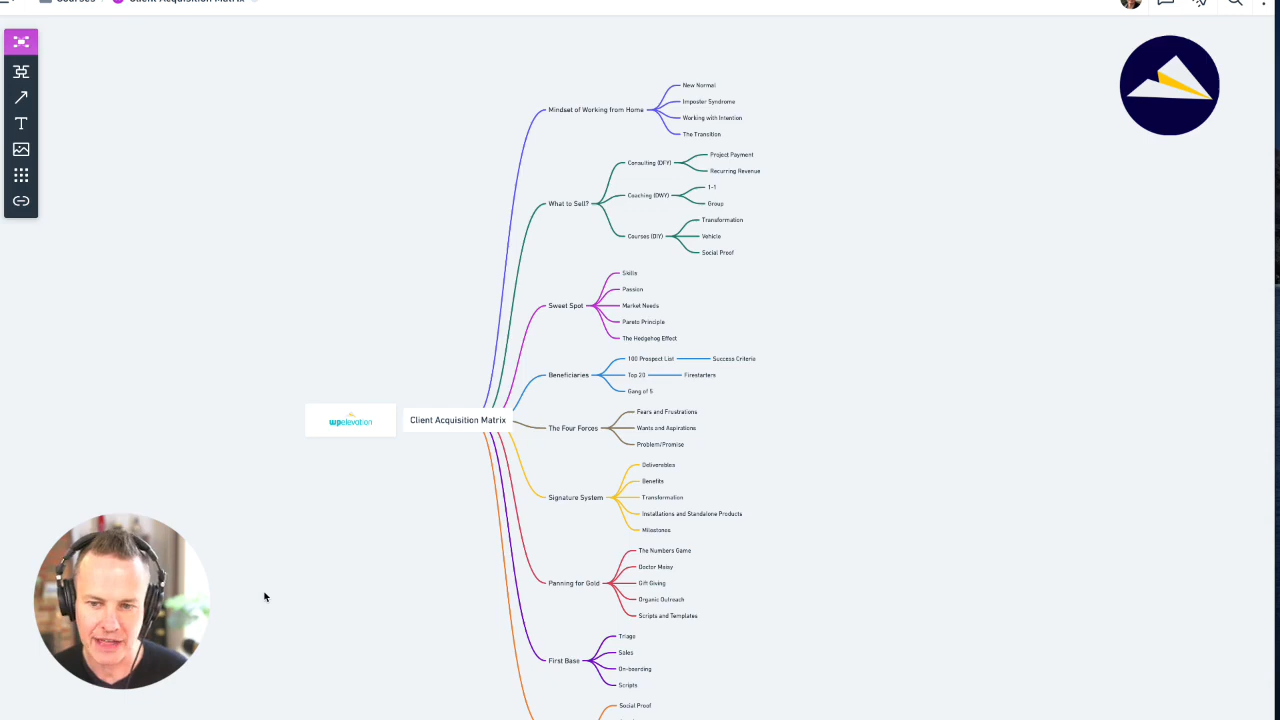 Courses
Client Acquisition Matrix
Mindset of Working from Home
New Normal
Imposter Syndrome
Working with Intention
The Transition
What to Sell?
Consulting (DFY)
Project Payment
Recurring Revenue
Coaching (DWY)
1-1
Group
Courses (DIY)
Transformation
Vehicle
Social Proof
Sweet Spot
Skills
Passion
Market Needs
Pareto Principle
The Hedgehog Effect
Beneficiaries
100 Prospect List
Success Criteria
Top 20
Firestarters
Gang of 5
wpelevation
Client Acquisition Matrix
The Four Forces
Fears and Frustrations
Wants and Aspirations
Problem/Promise
Signature System
Deliverables
Benefits
Transformation
Installations and Standalone Products
Milestones
Panning for Gold
The Numbers Game
Doctor Moisy
Gift Giving
Organic Outreach
Scripts and Templates
First Base
Triage
Sales
On-boarding
Scripts
Social Proof